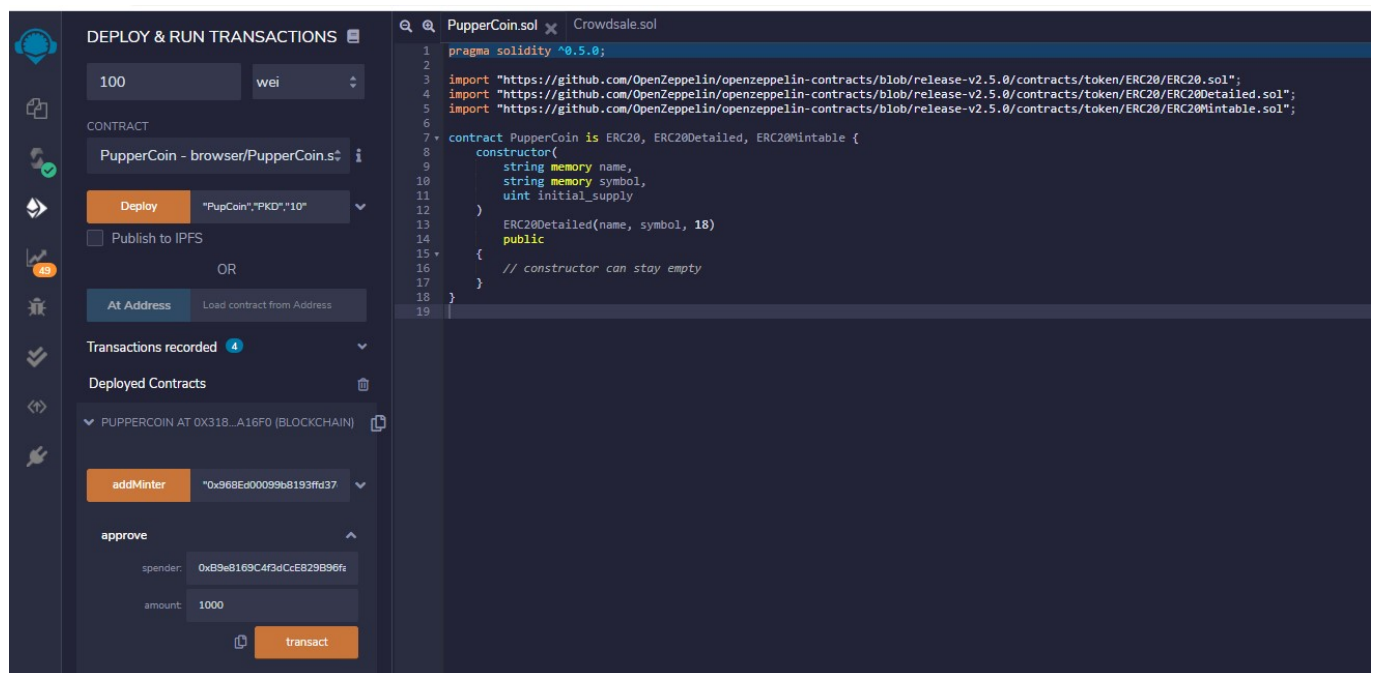 DEPLOY & RUN TRANSACTIONS
100 wei
CONTRACT
PupperCoin - browser/PupperCoin.s
Deploy "PupCoin","PKD","10"
Publish to IPFS
OR
At Address Load contract from Address
Transactions recorded 4
Deployed Contracts
PUPPERCOIN AT 0X318...A16F0 (BLOCKCHAIN)
addMinter "0x968Ed00099b8193ffd37
approve
spender: 0xB9e8169C4f3dCcE829B96fa
amount: 1000
transact
49
PupperCoin.sol Crowdsale.sol
1 pragma solidity ^0.5.0;
2
3 import "https://github.com/OpenZeppelin/openzeppelin-contracts/blob/release-v2.5.0/contracts/token/ERC20/ERC20.sol";
4 import "https://github.com/OpenZeppelin/openzeppelin-contracts/blob/release-v2.5.0/contracts/token/ERC20/ERC20Detailed.sol";
5 import "https://github.com/OpenZeppelin/openzeppelin-contracts/blob/release-v2.5.0/contracts/token/ERC20/ERC20Mintable.sol";
6
7 contract PupperCoin is ERC20, ERC20Detailed, ERC20Mintable {
8 constructor(
9 string memory name,
10 string memory symbol,
11 uint initial_supply
12 )
13 ERC20Detailed(name, symbol, 18)
14 public
15 {
16 // constructor can stay empty
17 }
18 }
19